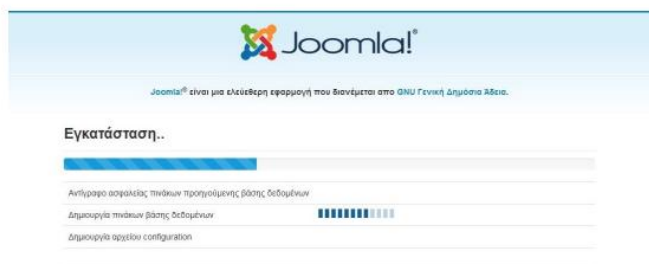 Joomla!®
Joomla!® είναι μια ελεύθερη εφαρμογή που διανέμεται απο GNU Γενική Δημόσια Άδεια.
Εγκατάσταση..
Αντίγραφο ασφαλείας πινάκων προηγούμενης βάσης δεδομένων
Δημιουργία πινάκων βάσης δεδομένων
Δημιουργία αρχείου configuration